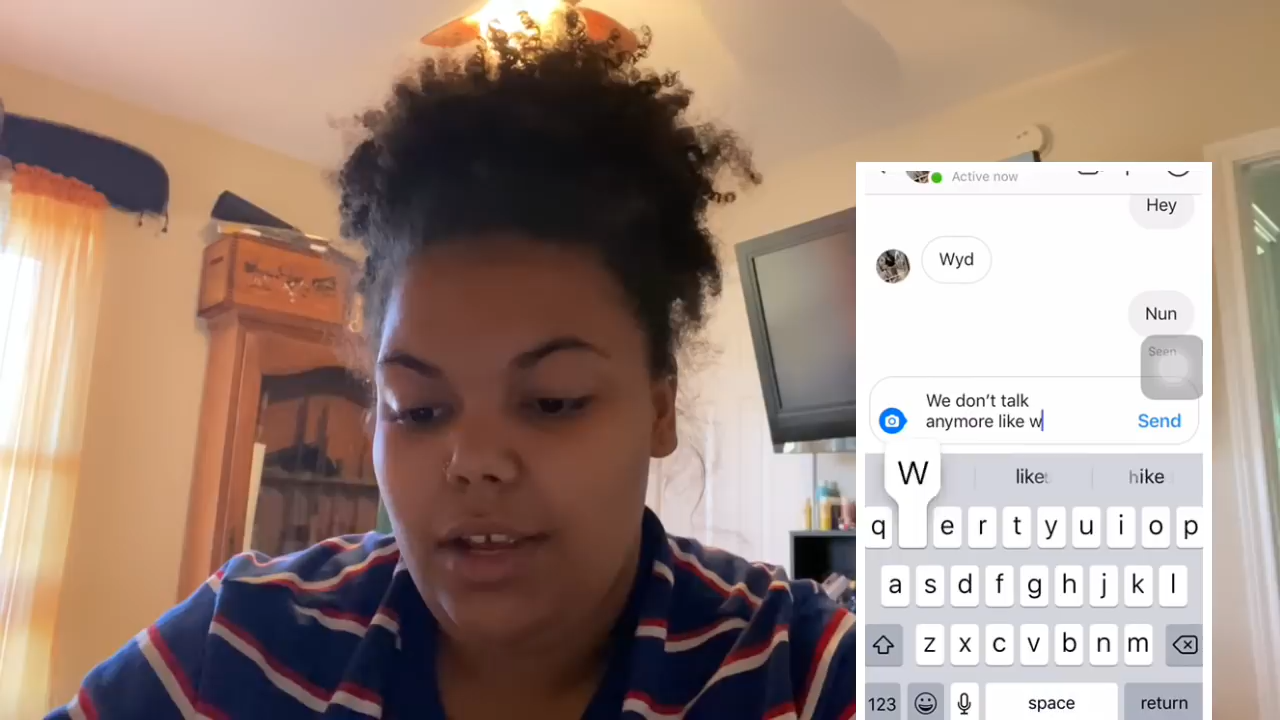 Active now
Hey
Wyd
Nun
Seen
We don't talk
anymore like w
Send
W
like
hike
q e r t y u i o p
a s d f g h j k l
z x c v b n m
123 space return